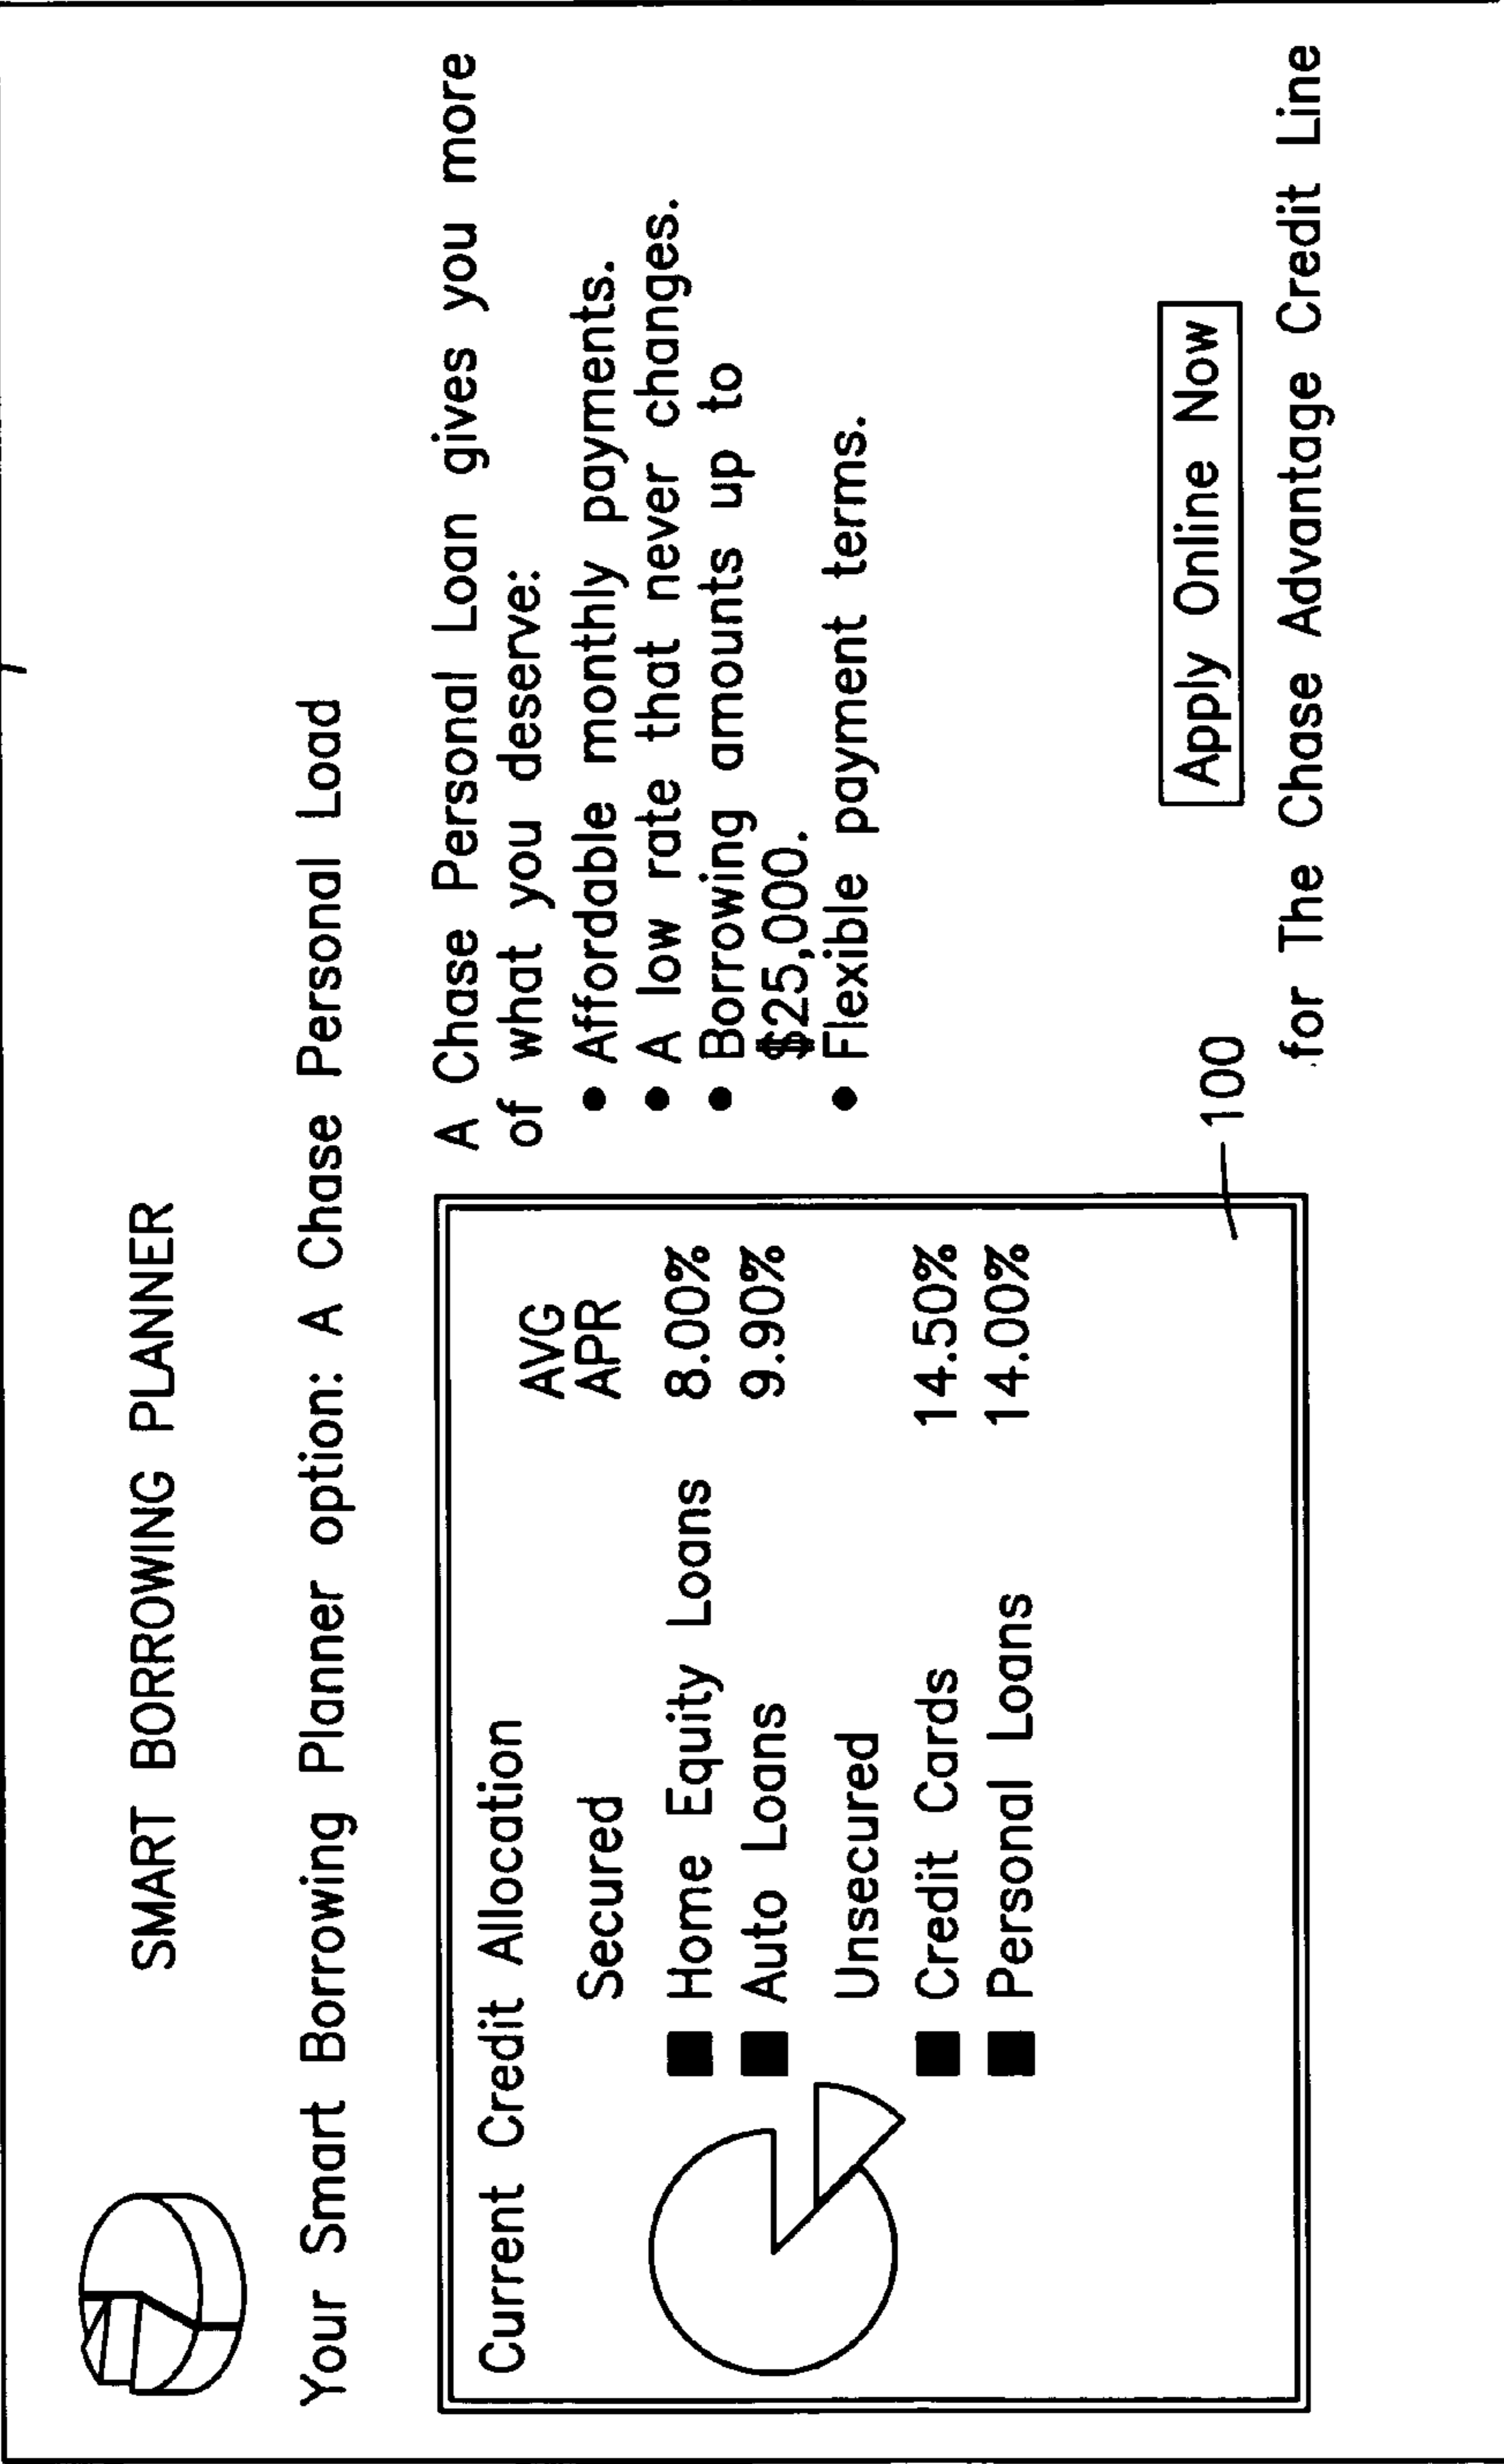 SMART BORROWING PLANNER
Your Smart Borrowing Planner option: A Chase Personal Load
Current Credit Allocation
AVG
Secured APR
Home Equity Loans 8.00%
Auto Loans 9.90%
Unsecured
Credit Cards 14.50%
Personal Loans 14.00%
A Chase Personal Loan gives you more
of what you deserve:
• Affordable monthly payments.
• A low rate that never changes.
• Borrowing amounts up to
$25,000.
• Flexible payment terms.
100
Apply Online Now
for The Chase Advantage Credit Line